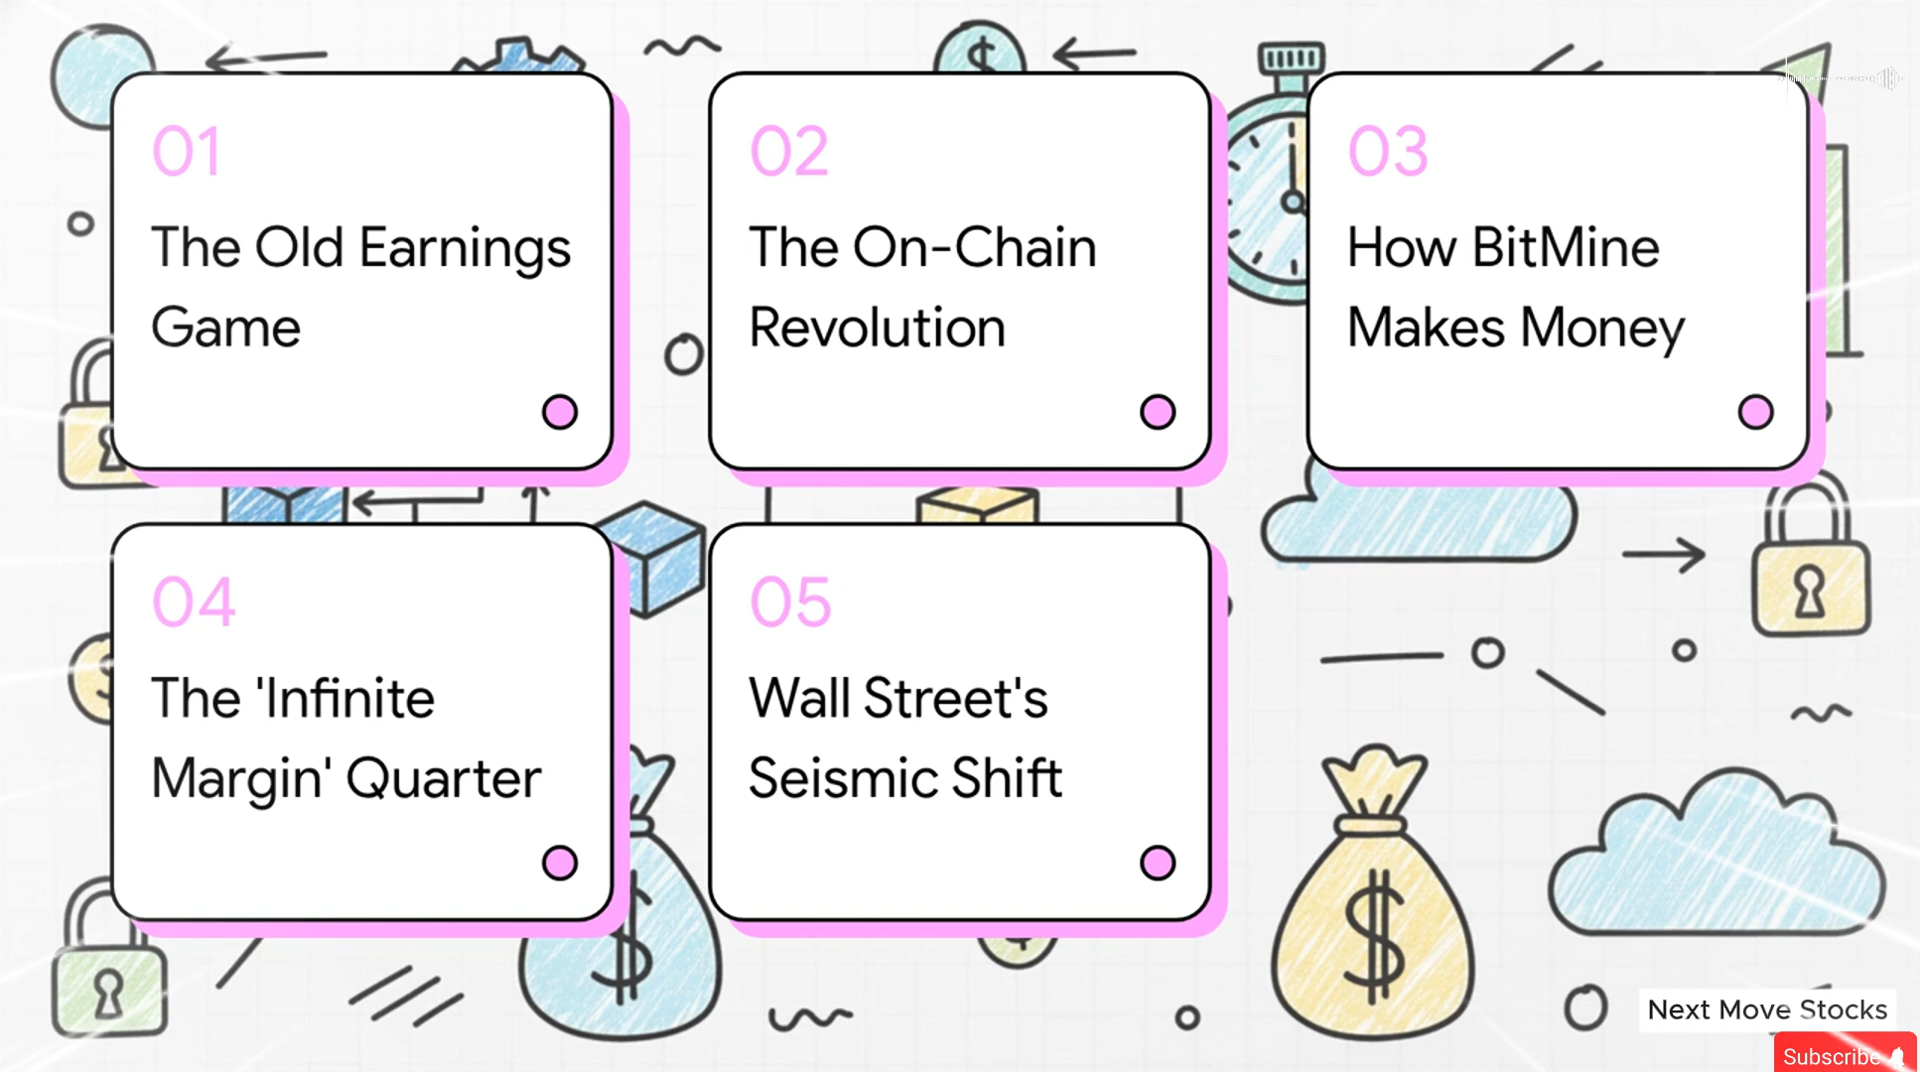 01
The Old Earnings
Game
02
The On-Chain
Revolution
03
How BitMine
Makes Money
04
The 'Infinite
Margin' Quarter
05
Wall Street's
Seismic Shift
Next Move Stocks
Subscribe